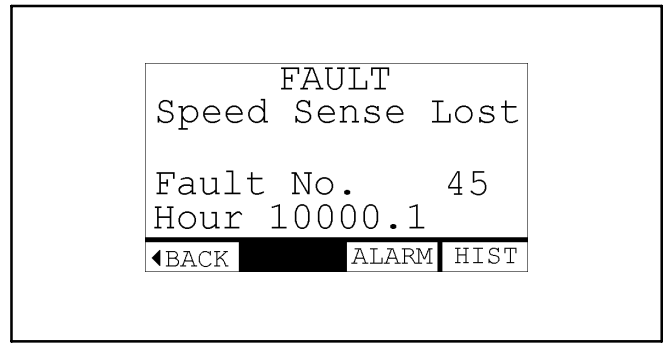 FAULT
Speed Sense Lost
Fault No. 45
Hour 10000.1
◀BACK ALARM HIST